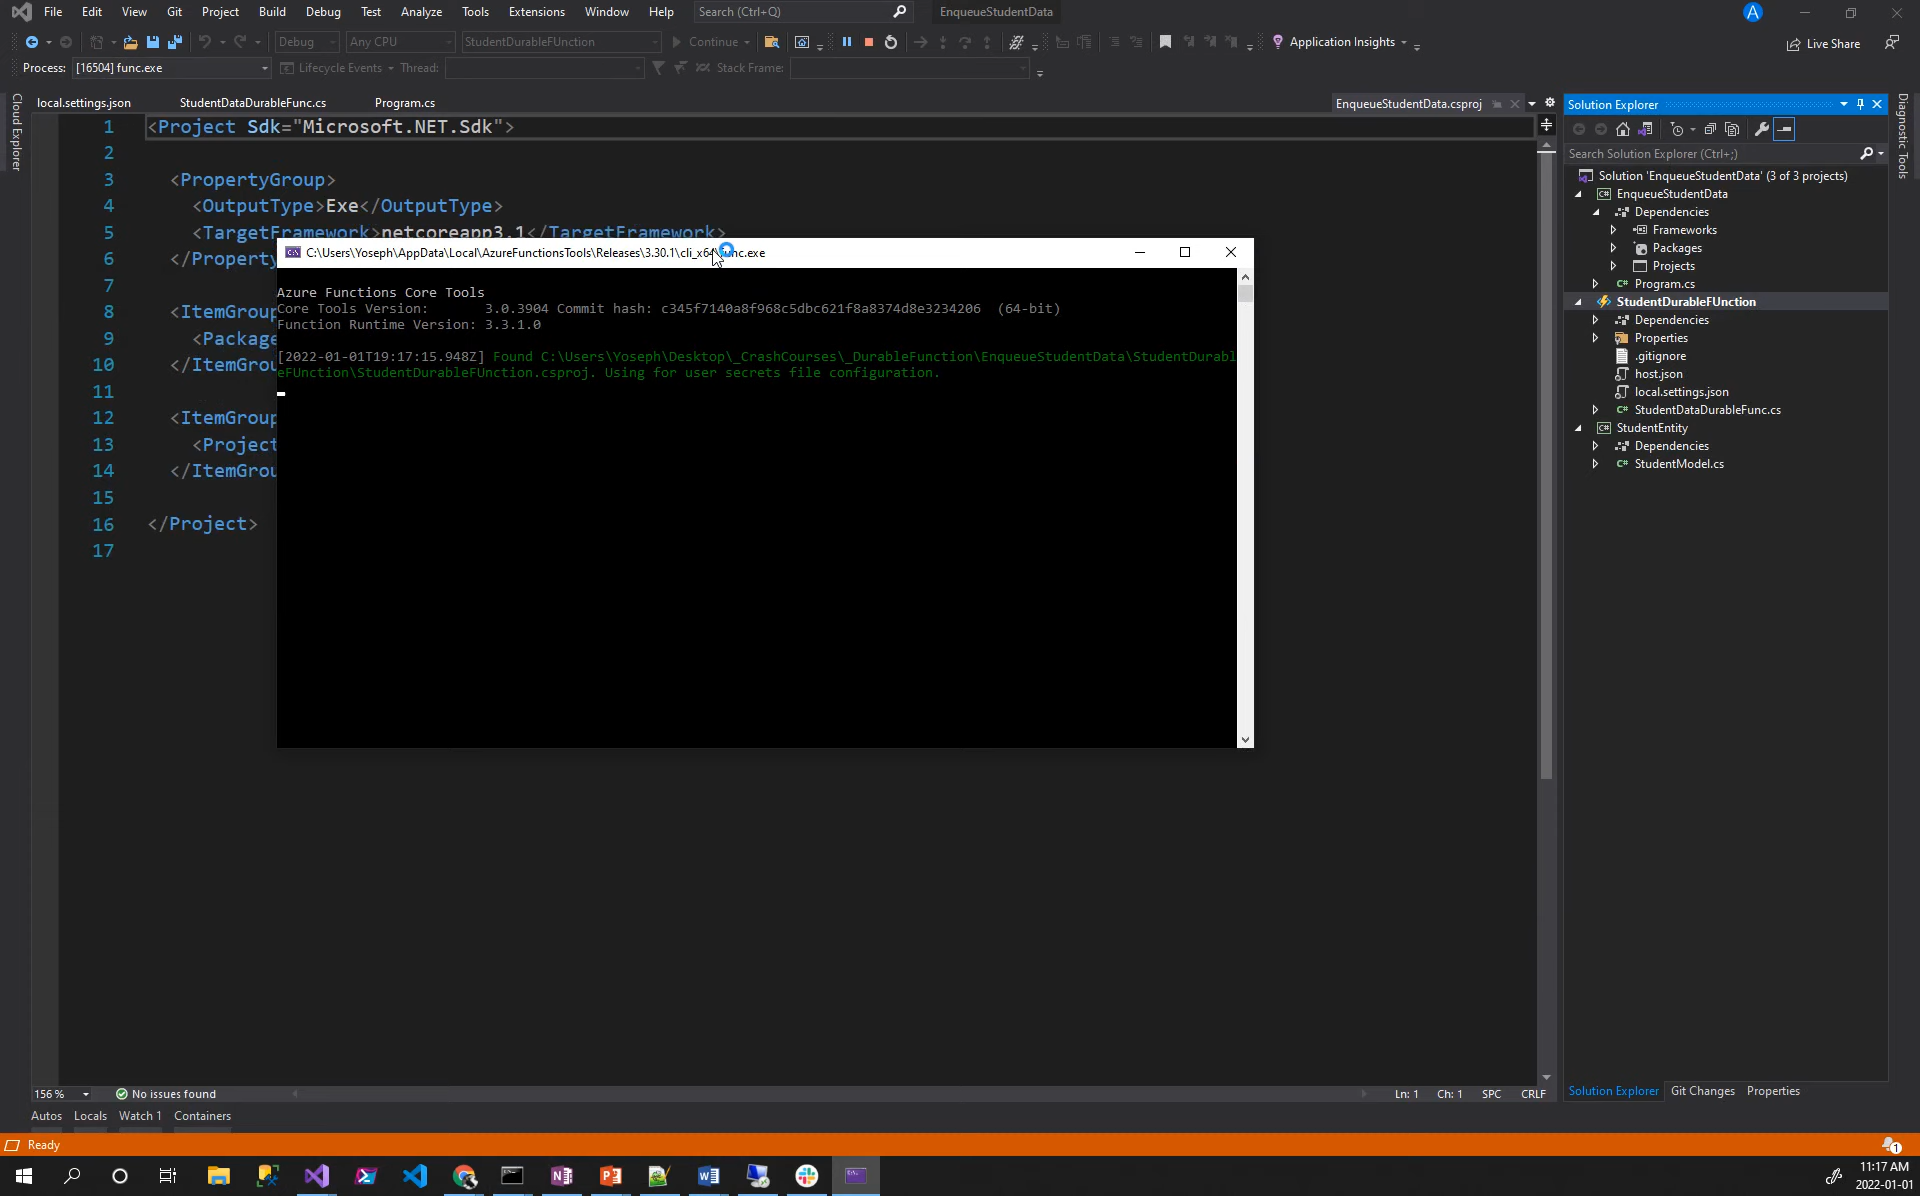 File Edit View Git Project Build Debug Test Analyze Tools Extensions Window Help Search (Ctrl+Q) EnqueueStudentData A
Debug Any CPU StudentDurableFUnction Continue Application Insights Live Share
Process: [16504] func.exe Lifecycle Events Thread: Stack Frame:
Cloud Explorer
local.settings.json StudentDataDurableFunc.cs Program.cs EnqueueStudentData.csproj
1 <Project Sdk="Microsoft.NET.Sdk">
2
3 <PropertyGroup>
4 <OutputType>Exe</OutputType>
5 <TargetFramework>netcoreapp3.1</TargetFramework>
6 </Property
7
8 <ItemGroup
9 <Package
10 </ItemGrou
11
12 <ItemGroup
13 <Project
14 </ItemGrou
15
16 </Project>
17
C:\Users\Yoseph\AppData\Local\AzureFunctionsTools\Releases\3.30.1\cli_x64\func.exe
Azure Functions Core Tools
Core Tools Version: 3.0.3904 Commit hash: c345f7140a8f968c5dbc621f8a8374d8e3234206 (64-bit)
Function Runtime Version: 3.3.1.0
[2022-01-01T19:17:15.948Z] Found C:\Users\Yoseph\Desktop\_CrashCourses\_DurableFunction\EnqueueStudentData\StudentDurabl
eFUnction\StudentDurableFUnction.csproj. Using for user secrets file configuration.
Solution Explorer
Search Solution Explorer (Ctrl+;)
Solution 'EnqueueStudentData' (3 of 3 projects)
EnqueueStudentData
Dependencies
Frameworks
Packages
Projects
Program.cs
StudentDurableFUnction
Dependencies
Properties
.gitignore
host.json
local.settings.json
StudentDataDurableFunc.cs
StudentEntity
Dependencies
StudentModel.cs
Diagnostic Tools
Solution Explorer Git Changes Properties
156 % No issues found Ln: 1 Ch: 1 SPC CRLF
Autos Locals Watch 1 Containers
Ready 1
11:17 AM
2022-01-01